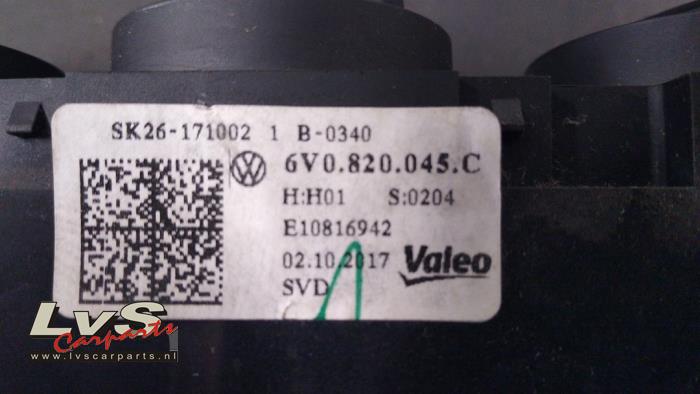 SK26-171002 1 B-0340
6V0.820.045.C
H:H01 S:0204
E10816942
02.10.2017 Valeo
SVD
LvS
Carparts
www.lvscarparts.nl